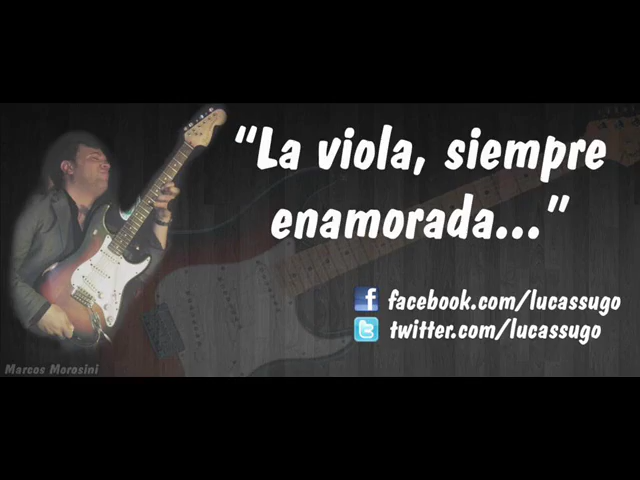 “La viola, siempre
enamorada...”
facebook.com/lucassugo
twitter.com/lucassugo
Marcos Morosini